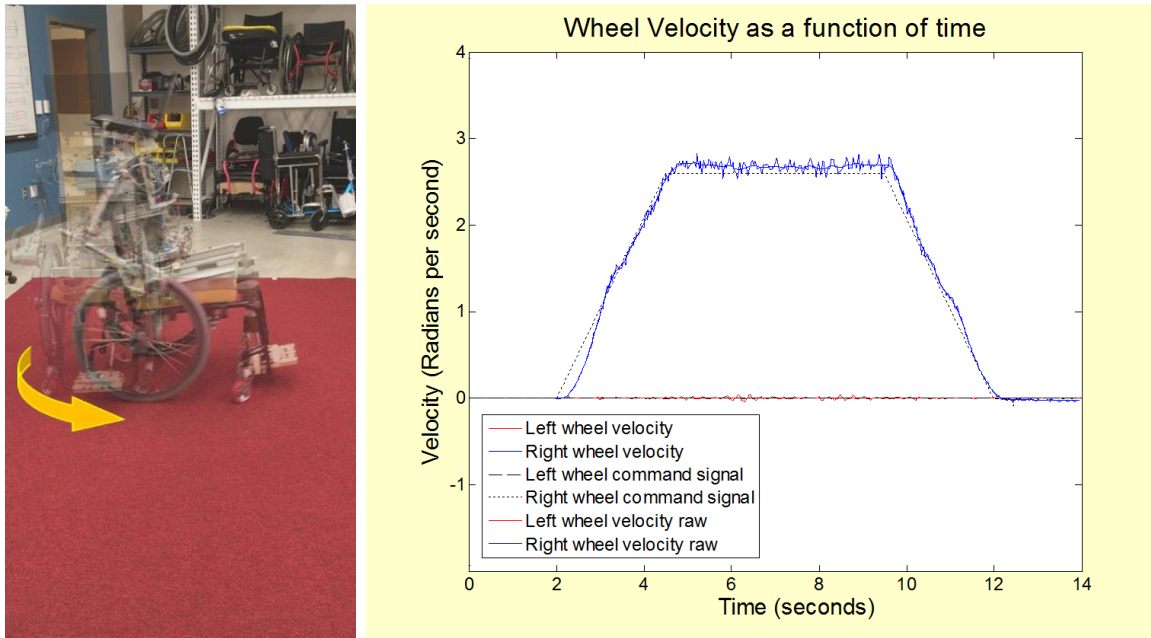 Wheel Velocity as a function of time
Velocity (Radians per second)
4
3
2
1
0
-1
Left wheel velocity
Right wheel velocity
Left wheel command signal
Right wheel command signal
Left wheel velocity raw
Right wheel velocity raw
0 2 4 6 8 10 12 14
Time (seconds)